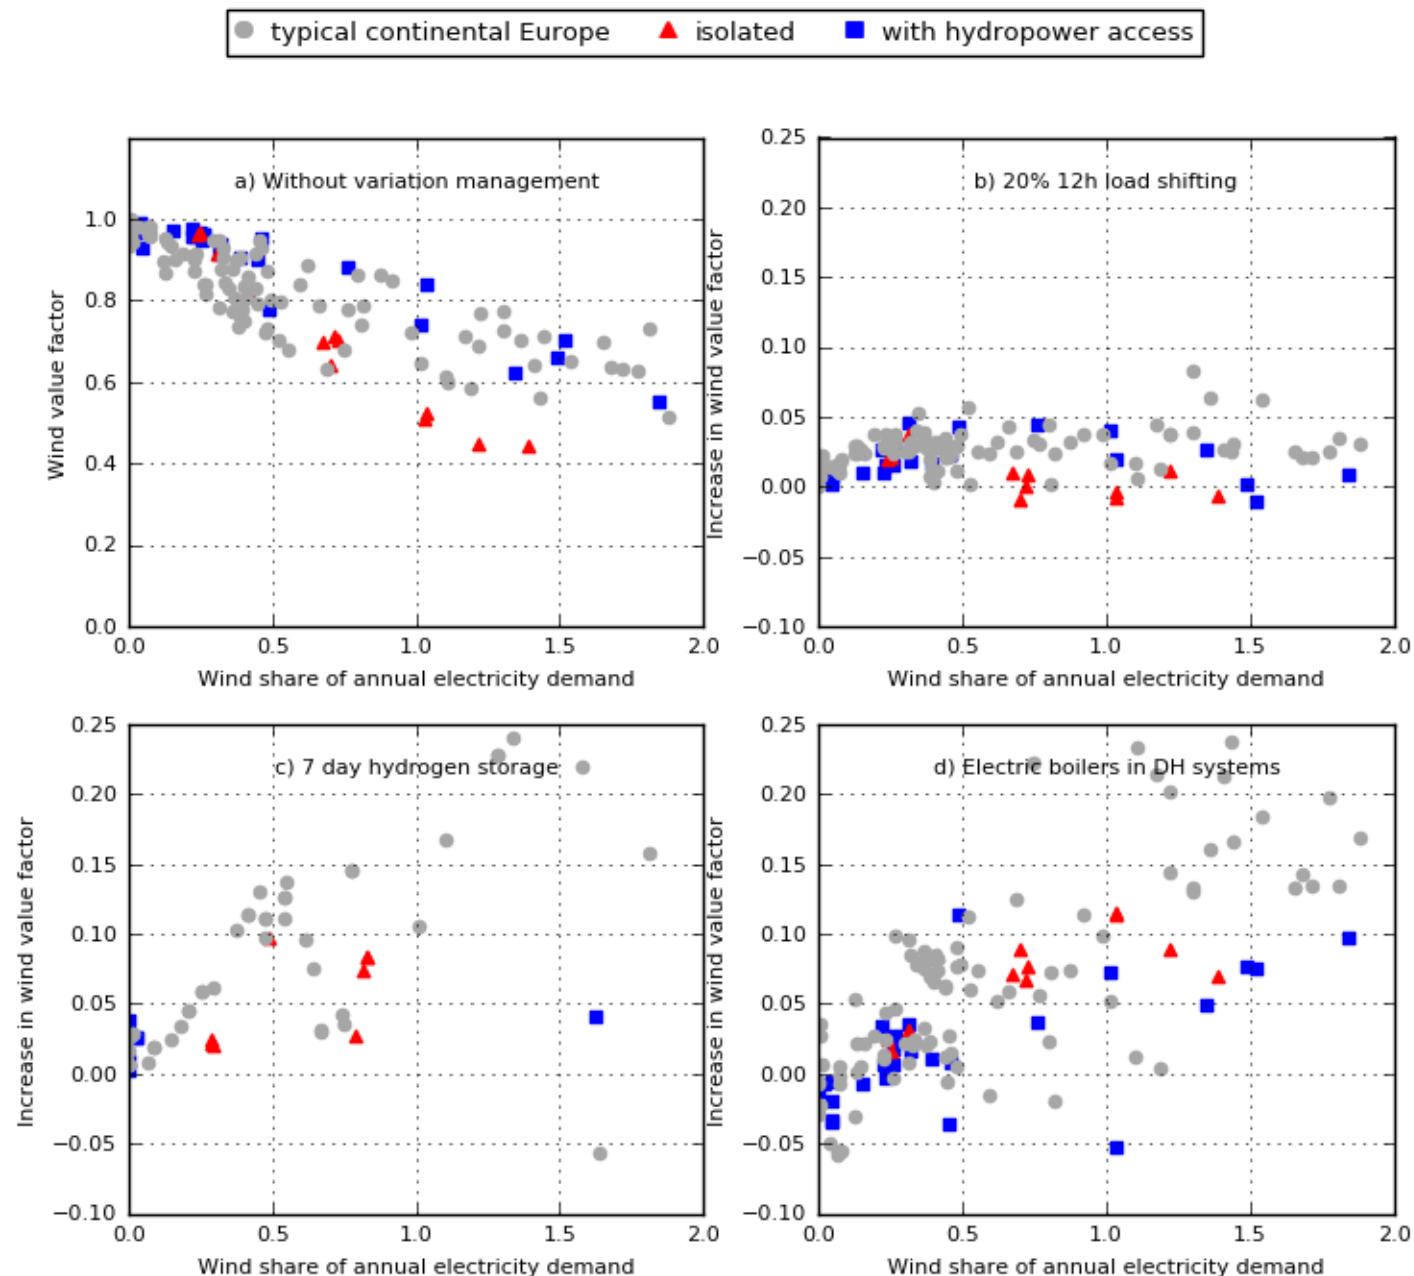 typical continental Europe isolated with hydropower access
a) Without variation management
Wind value factor
1.0
0.8
0.6
0.4
0.2
0.0
0.0 0.5 1.0 1.5 2.0
Wind share of annual electricity demand
b) 20% 12h load shifting
Increase in wind value factor
0.25
0.20
0.15
0.10
0.05
0.00
−0.05
−0.10
0.0 0.5 1.0 1.5 2.0
Wind share of annual electricity demand
c) 7 day hydrogen storage
Increase in wind value factor
0.25
0.20
0.15
0.10
0.05
0.00
−0.05
−0.10
0.0 0.5 1.0 1.5 2.0
Wind share of annual electricity demand
d) Electric boilers in DH systems
Increase in wind value factor
0.25
0.20
0.15
0.10
0.05
0.00
−0.05
−0.10
0.0 0.5 1.0 1.5 2.0
Wind share of annual electricity demand